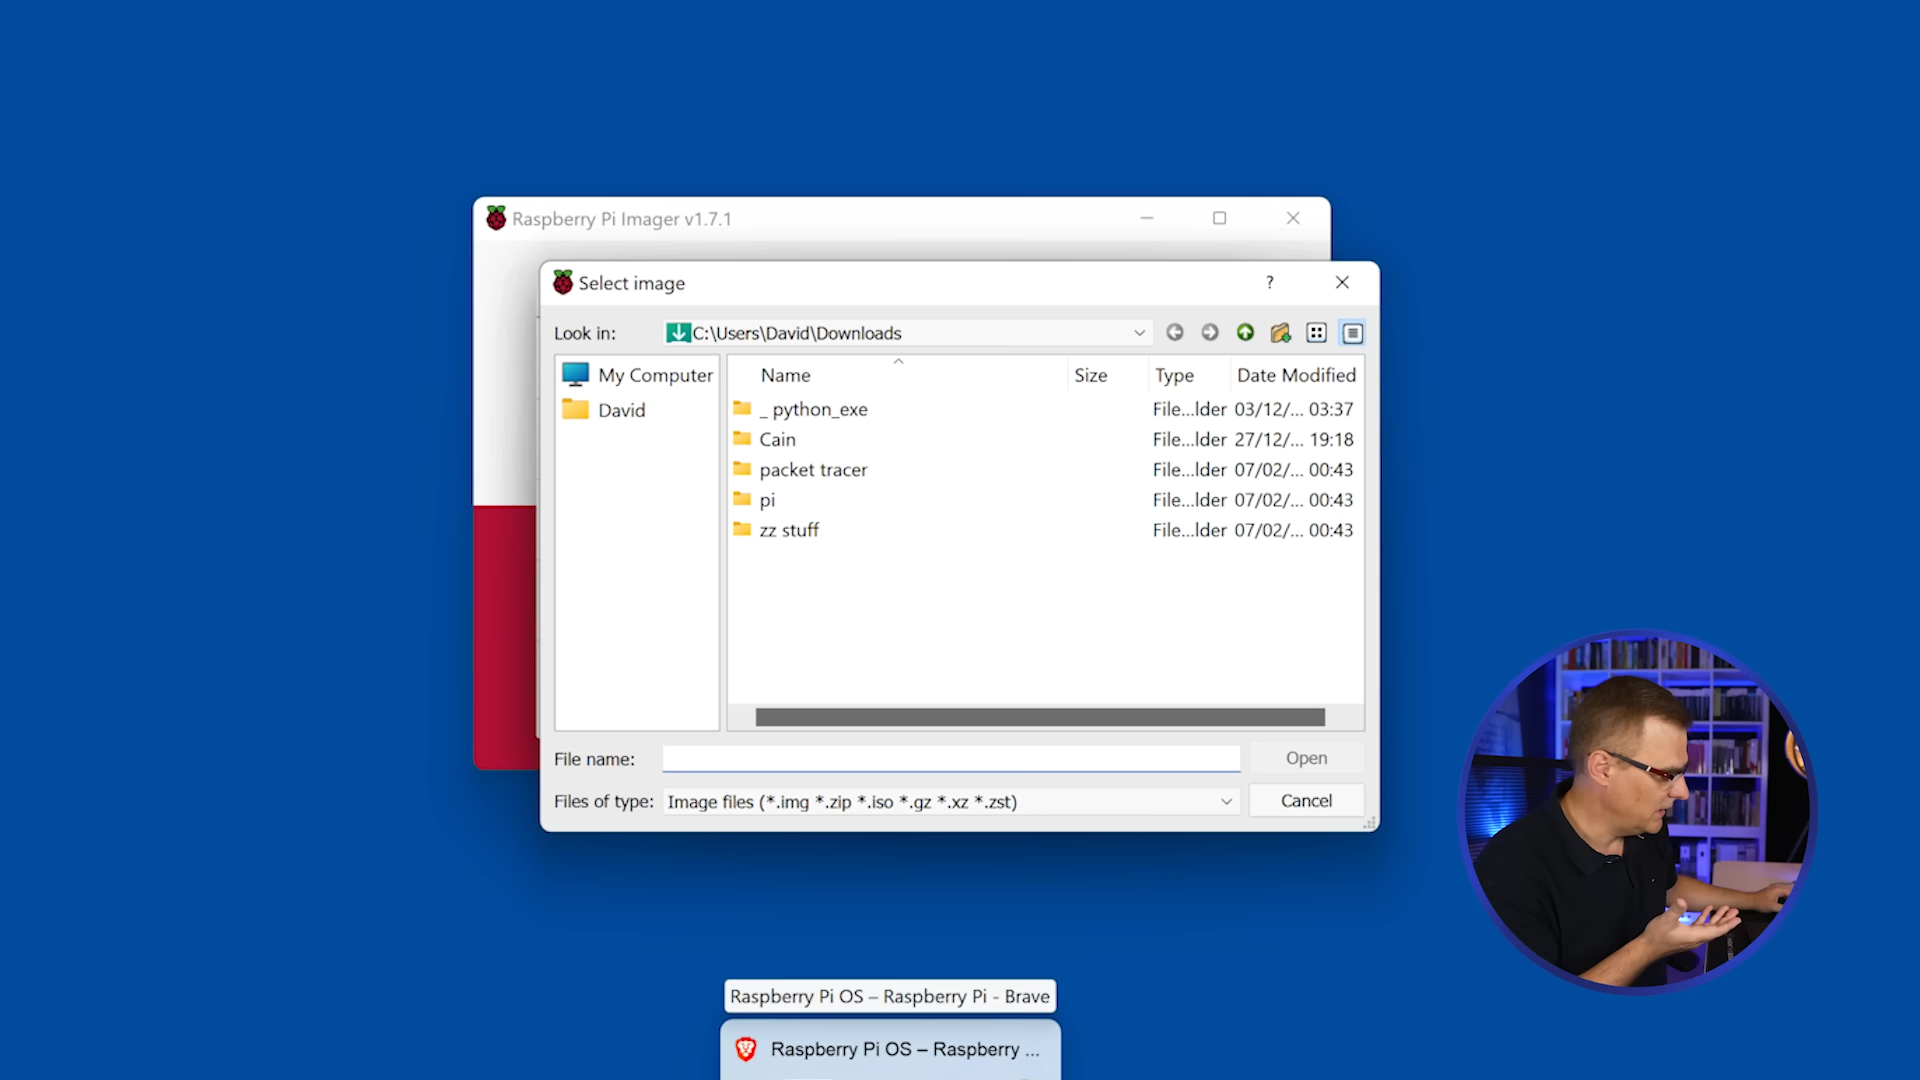 Raspberry Pi Imager v1.7.1
Select image
?
Look in: C:\Users\David\Downloads
My Computer
David
Name Size Type Date Modified
_ python_exe File...lder 03/12/... 03:37
Cain File...lder 27/12/... 19:18
packet tracer File...lder 07/02/... 00:43
pi File...lder 07/02/... 00:43
zz stuff File...lder 07/02/... 00:43
File name: Open
Files of type: Image files (*.img *.zip *.iso *.gz *.xz *.zst) Cancel
Raspberry Pi OS – Raspberry Pi - Brave
Raspberry Pi OS – Raspberry ...